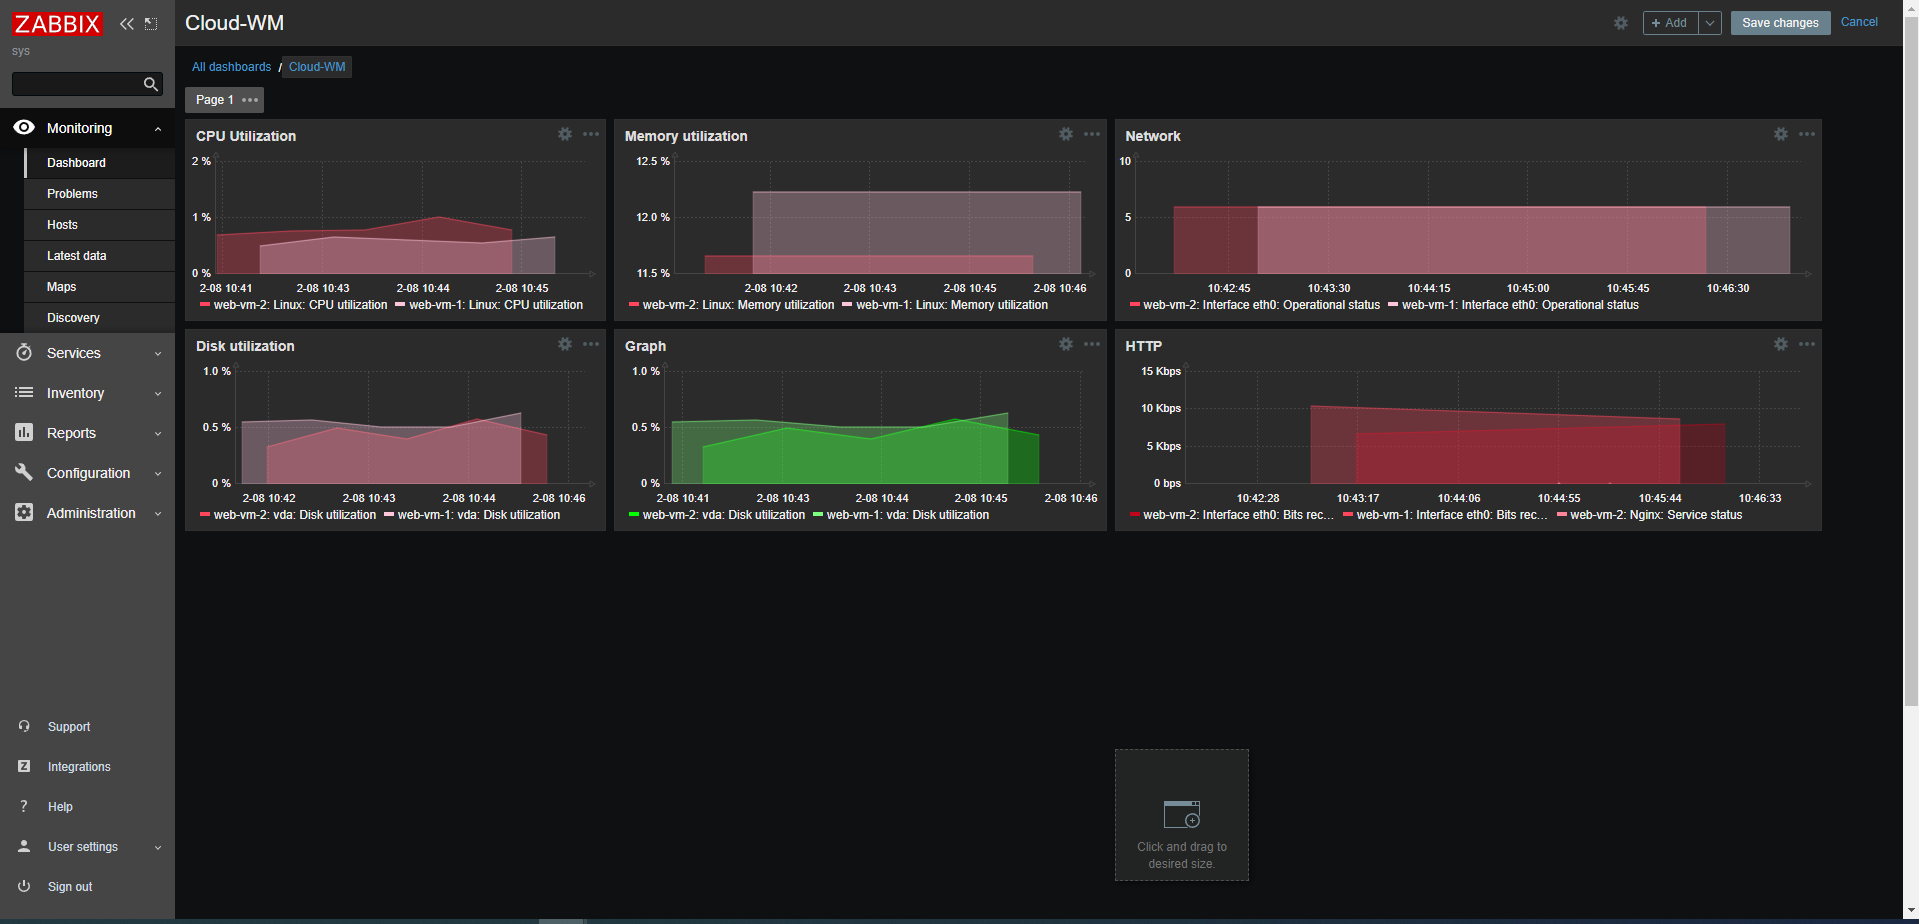 ZABBIX
sys
Monitoring
Dashboard
Problems
Hosts
Latest data
Maps
Discovery
Services
Inventory
Reports
Configuration
Administration
Support
Integrations
Help
User settings
Sign out
Cloud-WM
+ Add
Save changes
Cancel
All dashboards / Cloud-WM
Page 1
CPU Utilization
2 %
1 %
0 %
2-08 10:41 2-08 10:43 2-08 10:44 2-08 10:45
web-vm-2: Linux: CPU utilization web-vm-1: Linux: CPU utilization
Memory utilization
12.5 %
12.0 %
11.5 %
2-08 10:42 2-08 10:43 2-08 10:45 2-08 10:46
web-vm-2: Linux: Memory utilization web-vm-1: Linux: Memory utilization
Network
10
5
0
10:42:45 10:43:30 10:44:15 10:45:00 10:45:45 10:46:30
web-vm-2: Interface eth0: Operational status web-vm-1: Interface eth0: Operational status
Disk utilization
1.0 %
0.5 %
0 %
2-08 10:42 2-08 10:43 2-08 10:44 2-08 10:46
web-vm-2: vda: Disk utilization web-vm-1: vda: Disk utilization
Graph
1.0 %
0.5 %
0 %
2-08 10:41 2-08 10:43 2-08 10:44 2-08 10:45 2-08 10:46
web-vm-2: vda: Disk utilization web-vm-1: vda: Disk utilization
HTTP
15 Kbps
10 Kbps
5 Kbps
0 bps
10:42:28 10:43:17 10:44:06 10:44:55 10:45:44 10:46:33
web-vm-2: Interface eth0: Bits rec... web-vm-1: Interface eth0: Bits rec... web-vm-2: Nginx: Service status
Click and drag to
desired size.